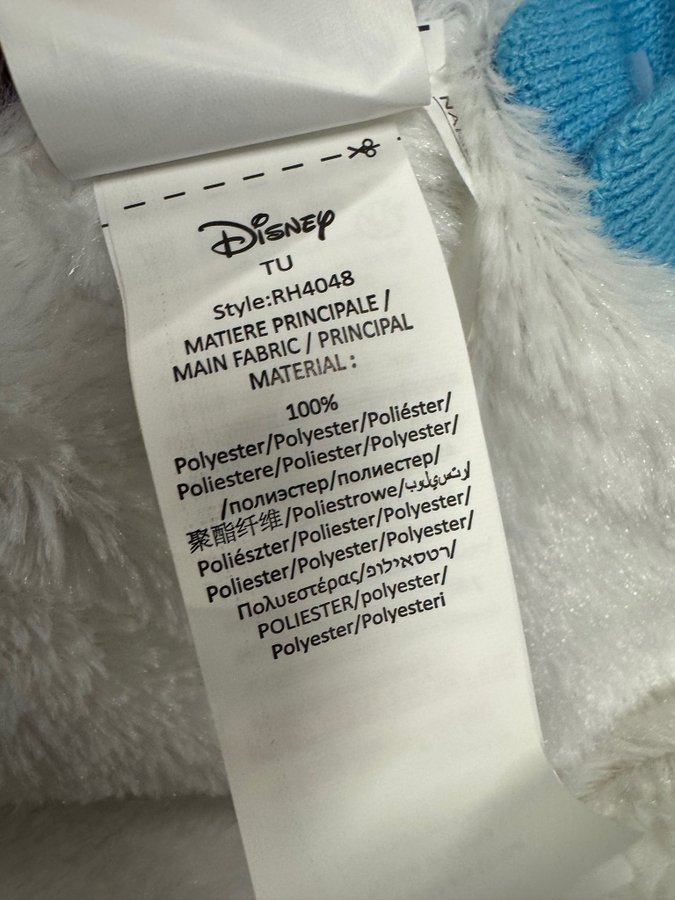 Disney
TU
Style:RH4048
MATIERE PRINCIPALE /
MAIN FABRIC / PRINCIPAL
MATERIAL :
100%
Polyester/Polyester/Poliéster/
Poliestere/Poliester/Polyester/
/полиэстер/полиестер/
聚酯纤维/Poliestrowe/بوليستر/
Poliészter/Poliester/Polyester/
Poliester/Polyester/Polyester/
Πολυεστέρας/פוליאסטר/
POLIESTER/polyester/
Polyester/Polyesteri